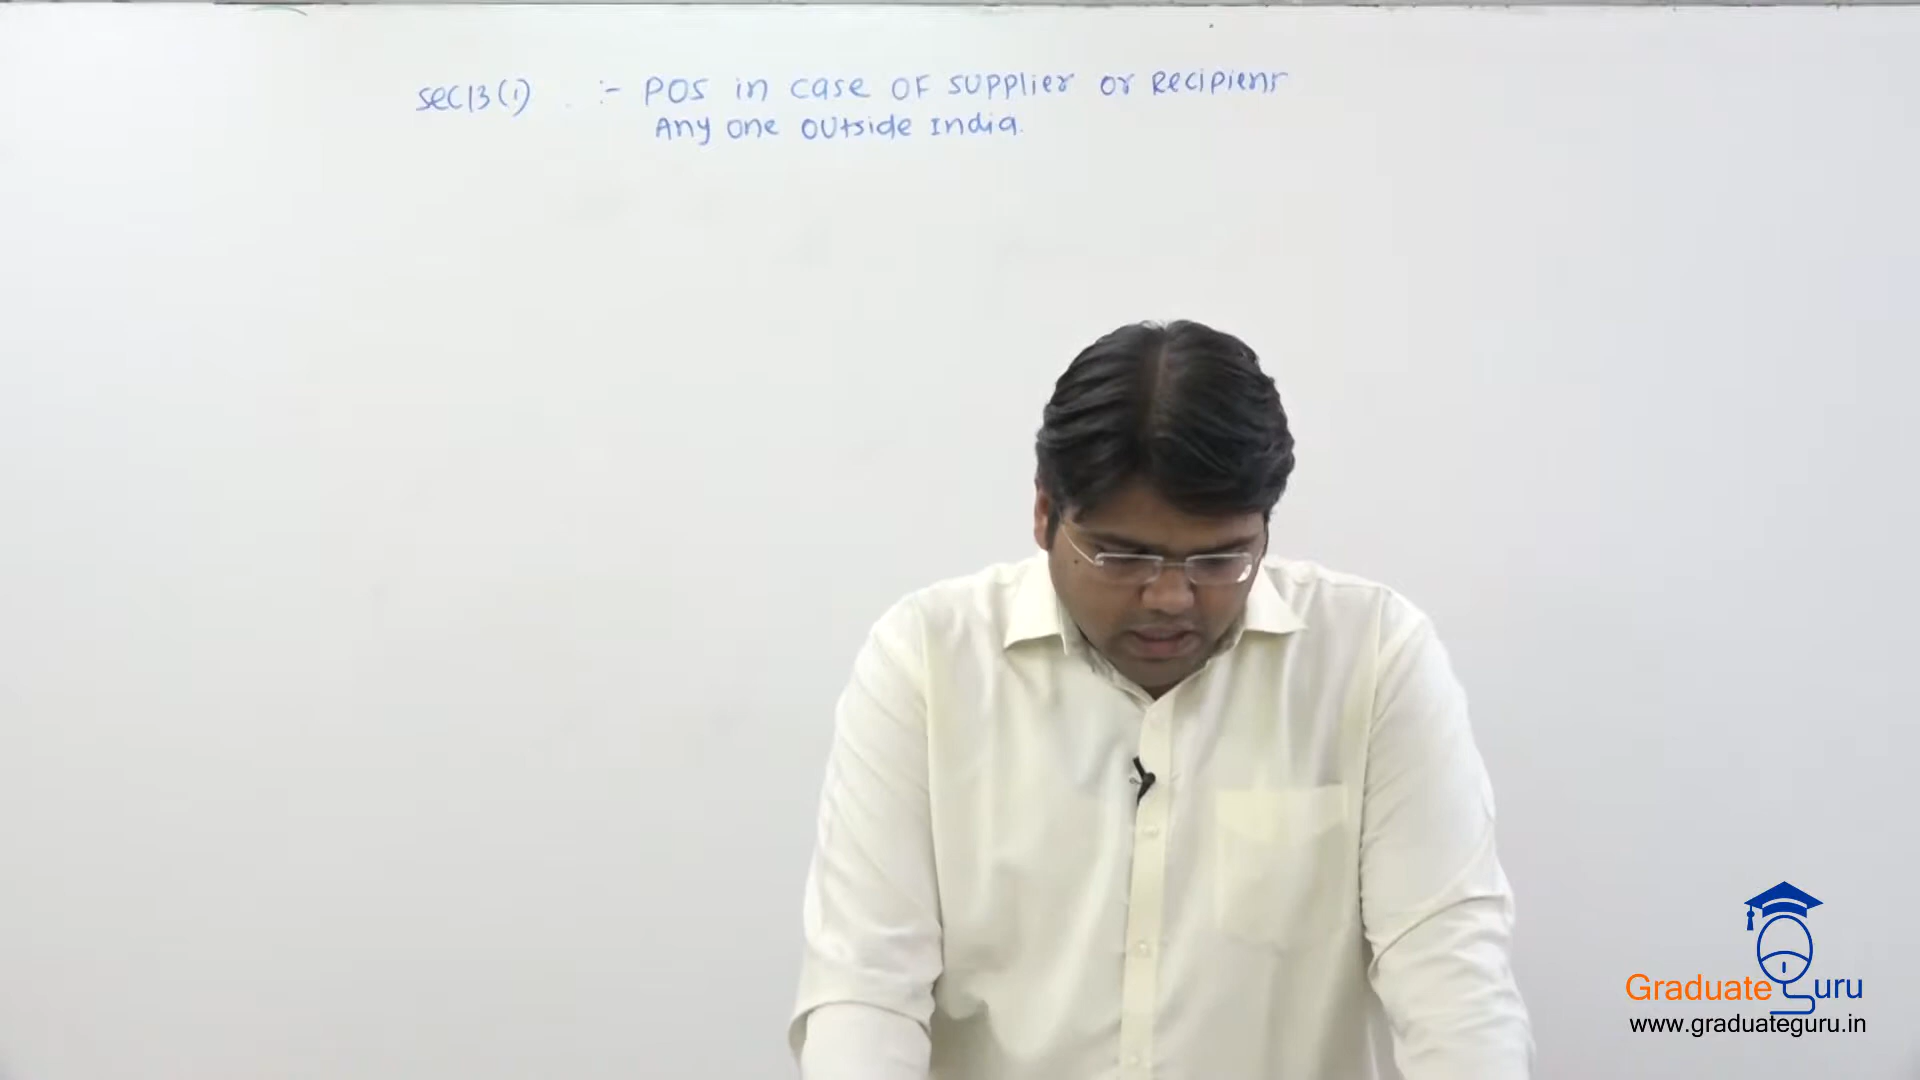 sec13(1) :- POS in case of supplier or Recipient
Any one outside India.
Graduate Guru
www.graduateguru.in